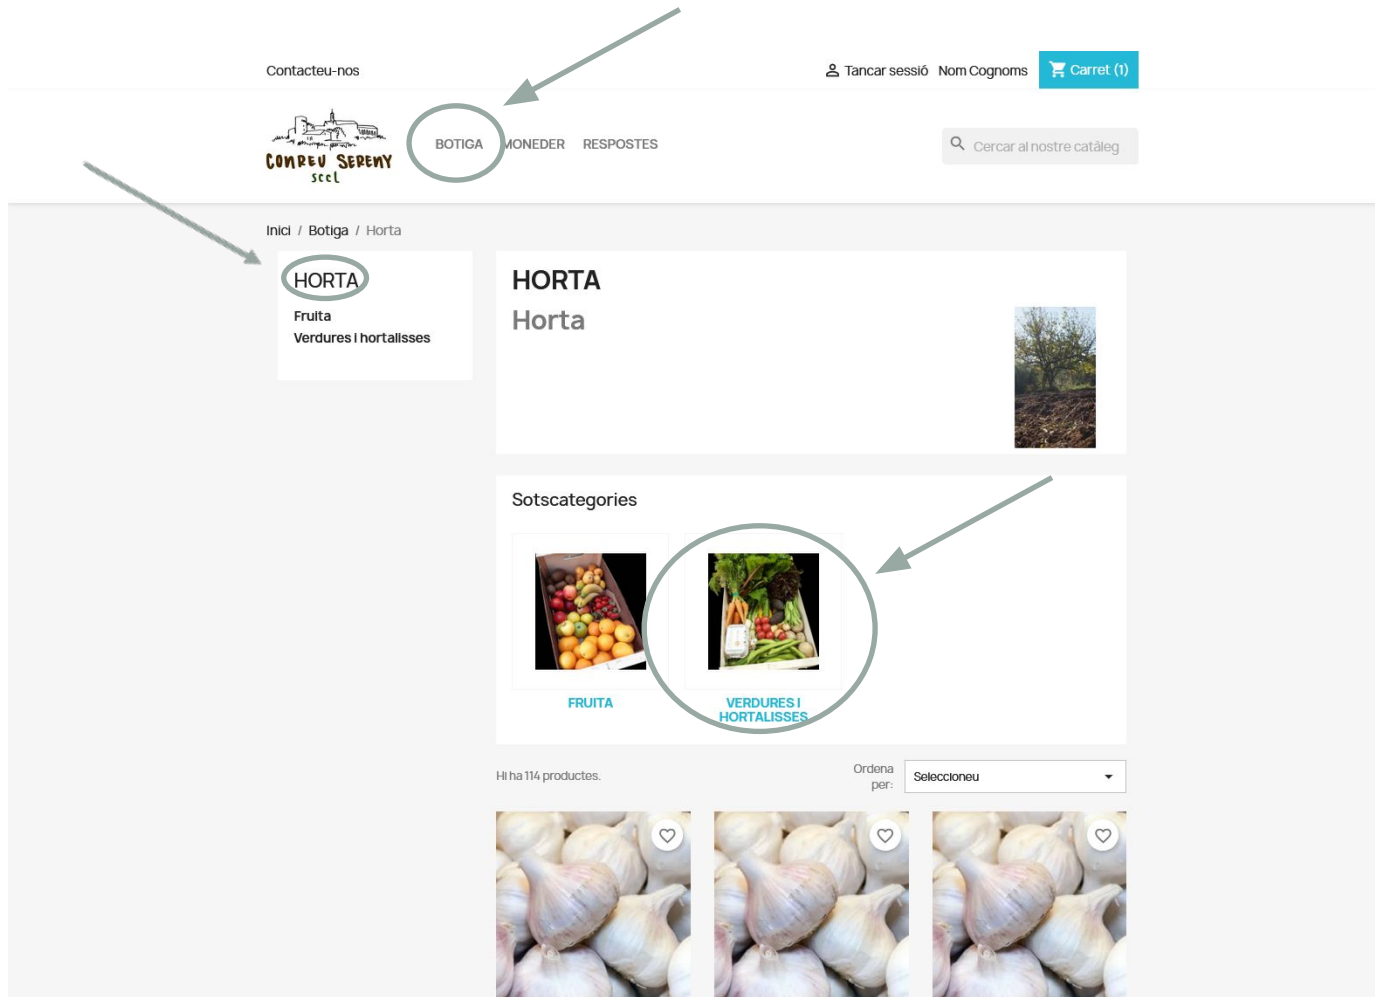 Contacteu-nos
Tancar sessió Nom Cognoms Carret (1)
CONREU SERENY
SCCL
BOTIGA MONEDER RESPOSTES
Cercar al nostre catàleg
Inici / Botiga / Horta
HORTA
Fruita
Verdures i hortalisses
HORTA
Horta
Sotscategories
FRUITA
VERDURES I
HORTALISSES
Hi ha 114 productes.
Ordena
per:
Seleccioneu